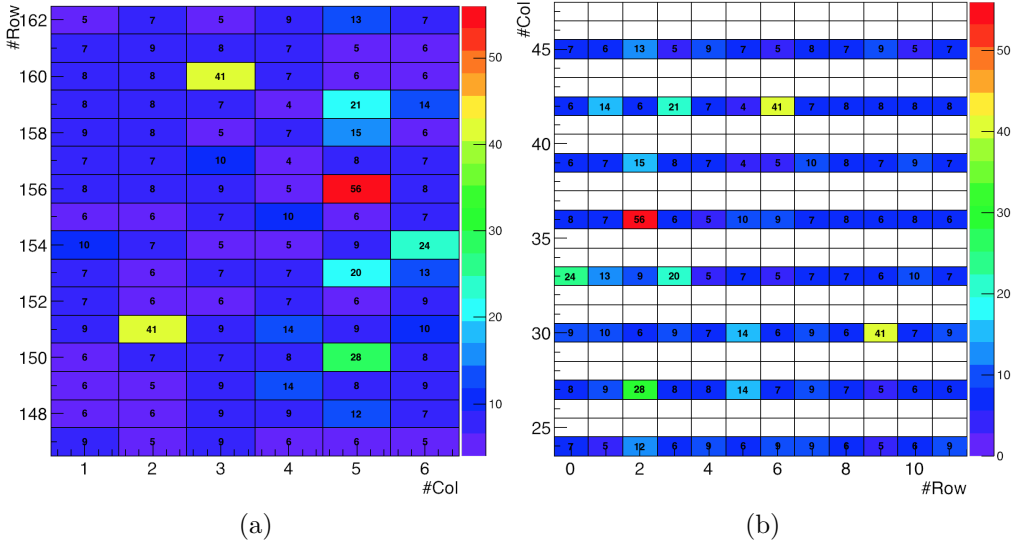 #Row
162 5 7 5 9 13 7
7 9 8 7 5 6
160 8 8 41 7 6 6
8 8 7 4 21 14
158 9 8 5 7 15 6
7 7 10 4 8 7
156 8 8 9 5 56 8
6 6 7 10 6 7
154 10 7 5 5 9 24
7 6 7 7 20 13
152 7 6 6 7 6 9
9 41 9 14 9 10
150 6 7 7 8 28 8
6 5 9 14 8 9
148 6 6 9 9 12 7
9 5 9 6 6 5
1 2 3 4 5 6
#Col
50
40
30
20
10
(a)
#Col
45 7 6 13 5 9 7 5 8 7 9 5 7
6 14 6 21 7 4 41 7 8 8 8 8
40
6 7 15 8 7 4 5 10 8 7 9 7
8 7 56 6 5 10 9 7 8 6 8 6
35
24 13 9 20 5 7 5 7 7 6 10 7
30 9 10 6 9 7 14 6 9 6 41 7 9
8 9 28 8 8 14 7 9 7 5 6 6
25
7 5 12 6 9 6 9 9 6 5 6 9
0 2 4 6 8 10
#Row
50
40
30
20
10
0
(b)